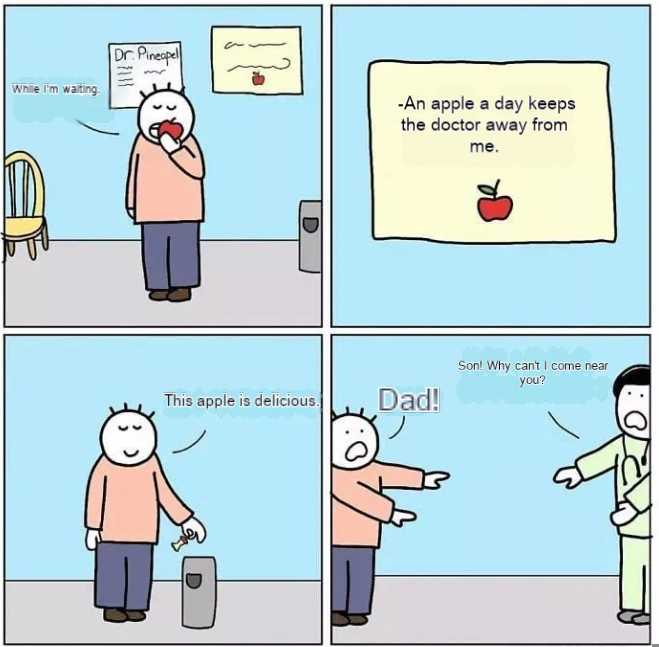 Dr. Pineapel
While I'm waiting.
-An apple a day keeps
the doctor away from
me.
This apple is delicious.
Dad!
Son! Why can't I come near
you?